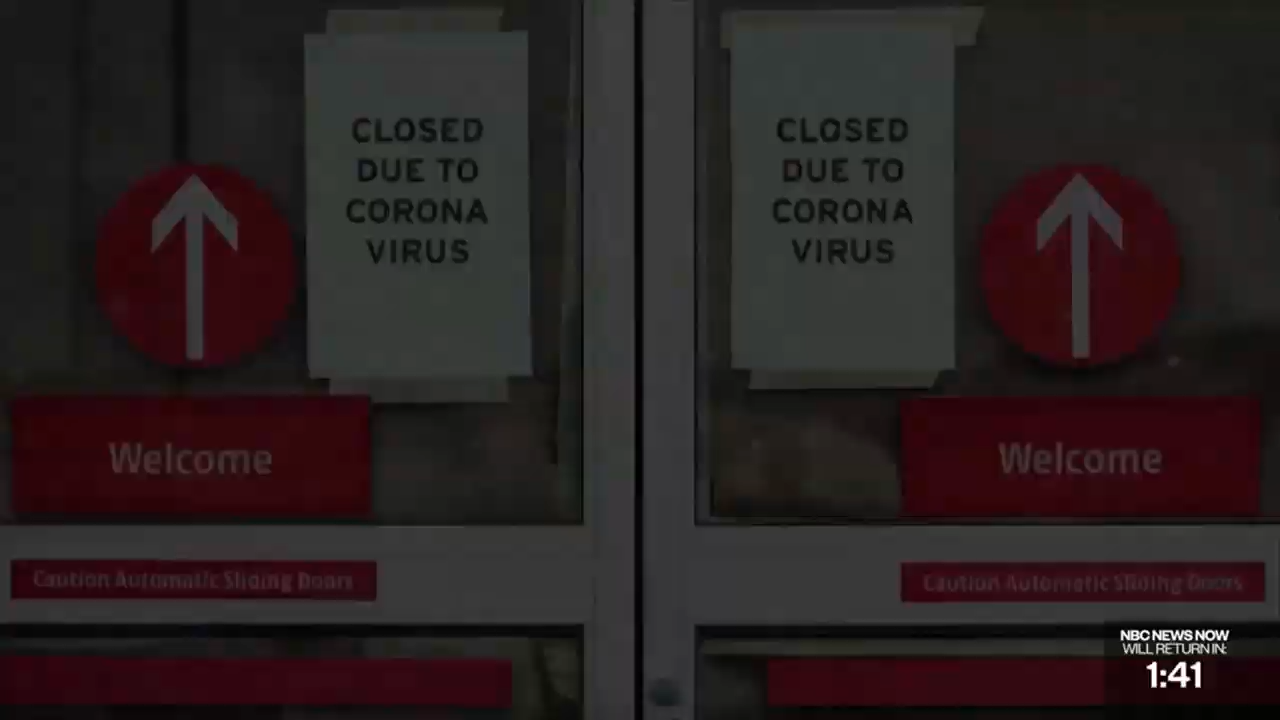 CLOSED
DUE TO
CORONA
VIRUS
CLOSED
DUE TO
CORONA
VIRUS
Welcome
Welcome
Caution Automatic Sliding Doors
Caution Automatic Sliding Doors
NBC NEWS NOW
WILL RETURN IN:
1:41